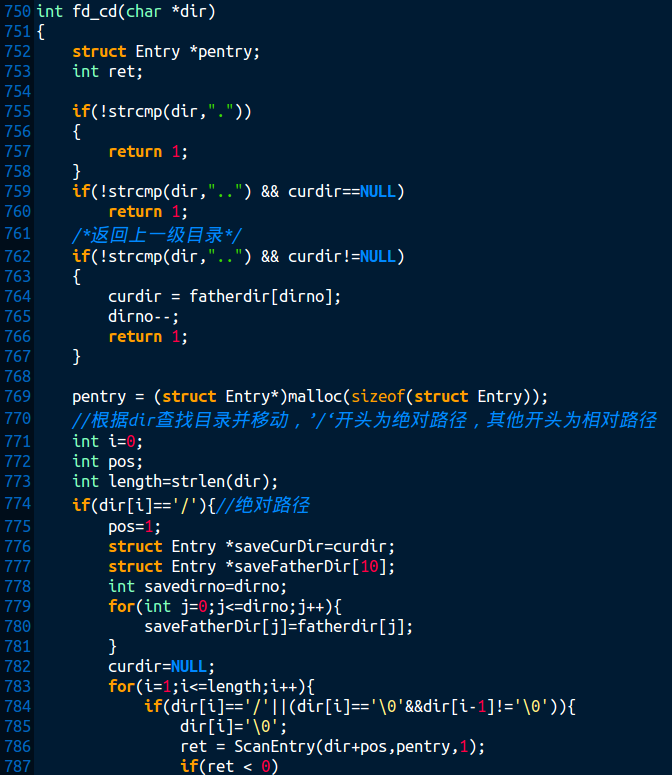 750 int fd_cd(char *dir)
751 {
752     struct Entry *pentry;
753     int ret;
754
755     if(!strcmp(dir,"."))
756     {
757         return 1;
758     }
759     if(!strcmp(dir,"..") && curdir==NULL)
760         return 1;
761     /*返回上一级目录*/
762     if(!strcmp(dir,"..") && curdir!=NULL)
763     {
764         curdir = fatherdir[dirno];
765         dirno--;
766         return 1;
767     }
768
769     pentry = (struct Entry*)malloc(sizeof(struct Entry));
770     //根据dir查找目录并移动，’/‘开头为绝对路径，其他开头为相对路径
771     int i=0;
772     int pos;
773     int length=strlen(dir);
774     if(dir[i]=='/'){//绝对路径
775         pos=1;
776         struct Entry *saveCurDir=curdir;
777         struct Entry *saveFatherDir[10];
778         int savedirno=dirno;
779         for(int j=0;j<=dirno;j++){
780             saveFatherDir[j]=fatherdir[j];
781         }
782         curdir=NULL;
783         for(i=1;i<=length;i++){
784             if(dir[i]=='/'||(dir[i]=='\0'&&dir[i-1]!='\0')){
785                 dir[i]='\0';
786                 ret = ScanEntry(dir+pos,pentry,1);
787                 if(ret < 0)